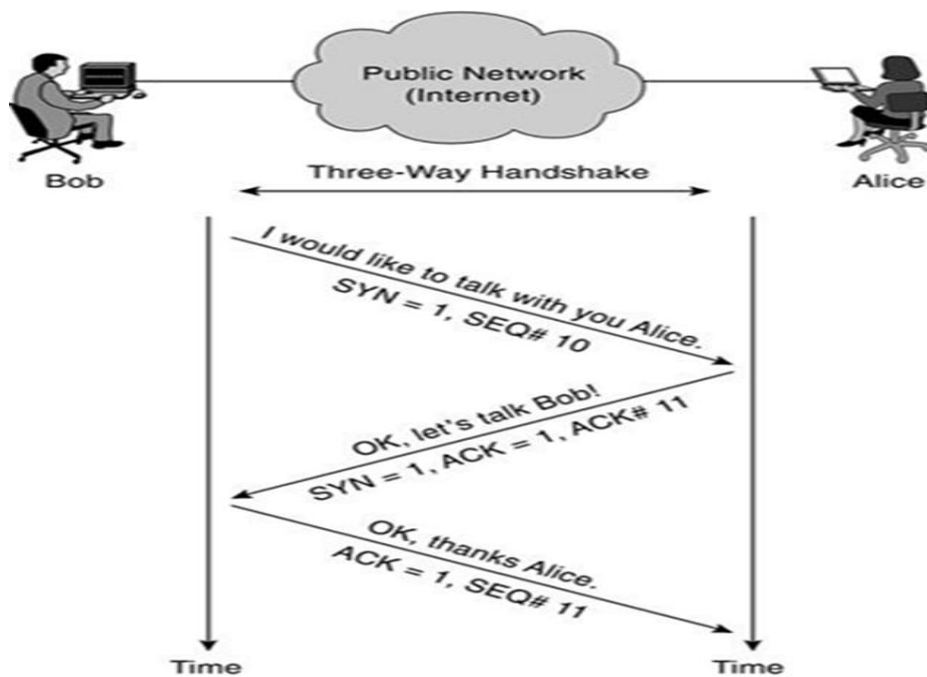 Public Network
(Internet)
Bob
Three-Way Handshake
Alice
I would like to talk with you Alice.
SYN = 1, SEQ# 10
OK, let's talk Bob!
SYN = 1, ACK = 1, ACK# 11
OK, thanks Alice.
ACK = 1, SEQ# 11
Time
Time